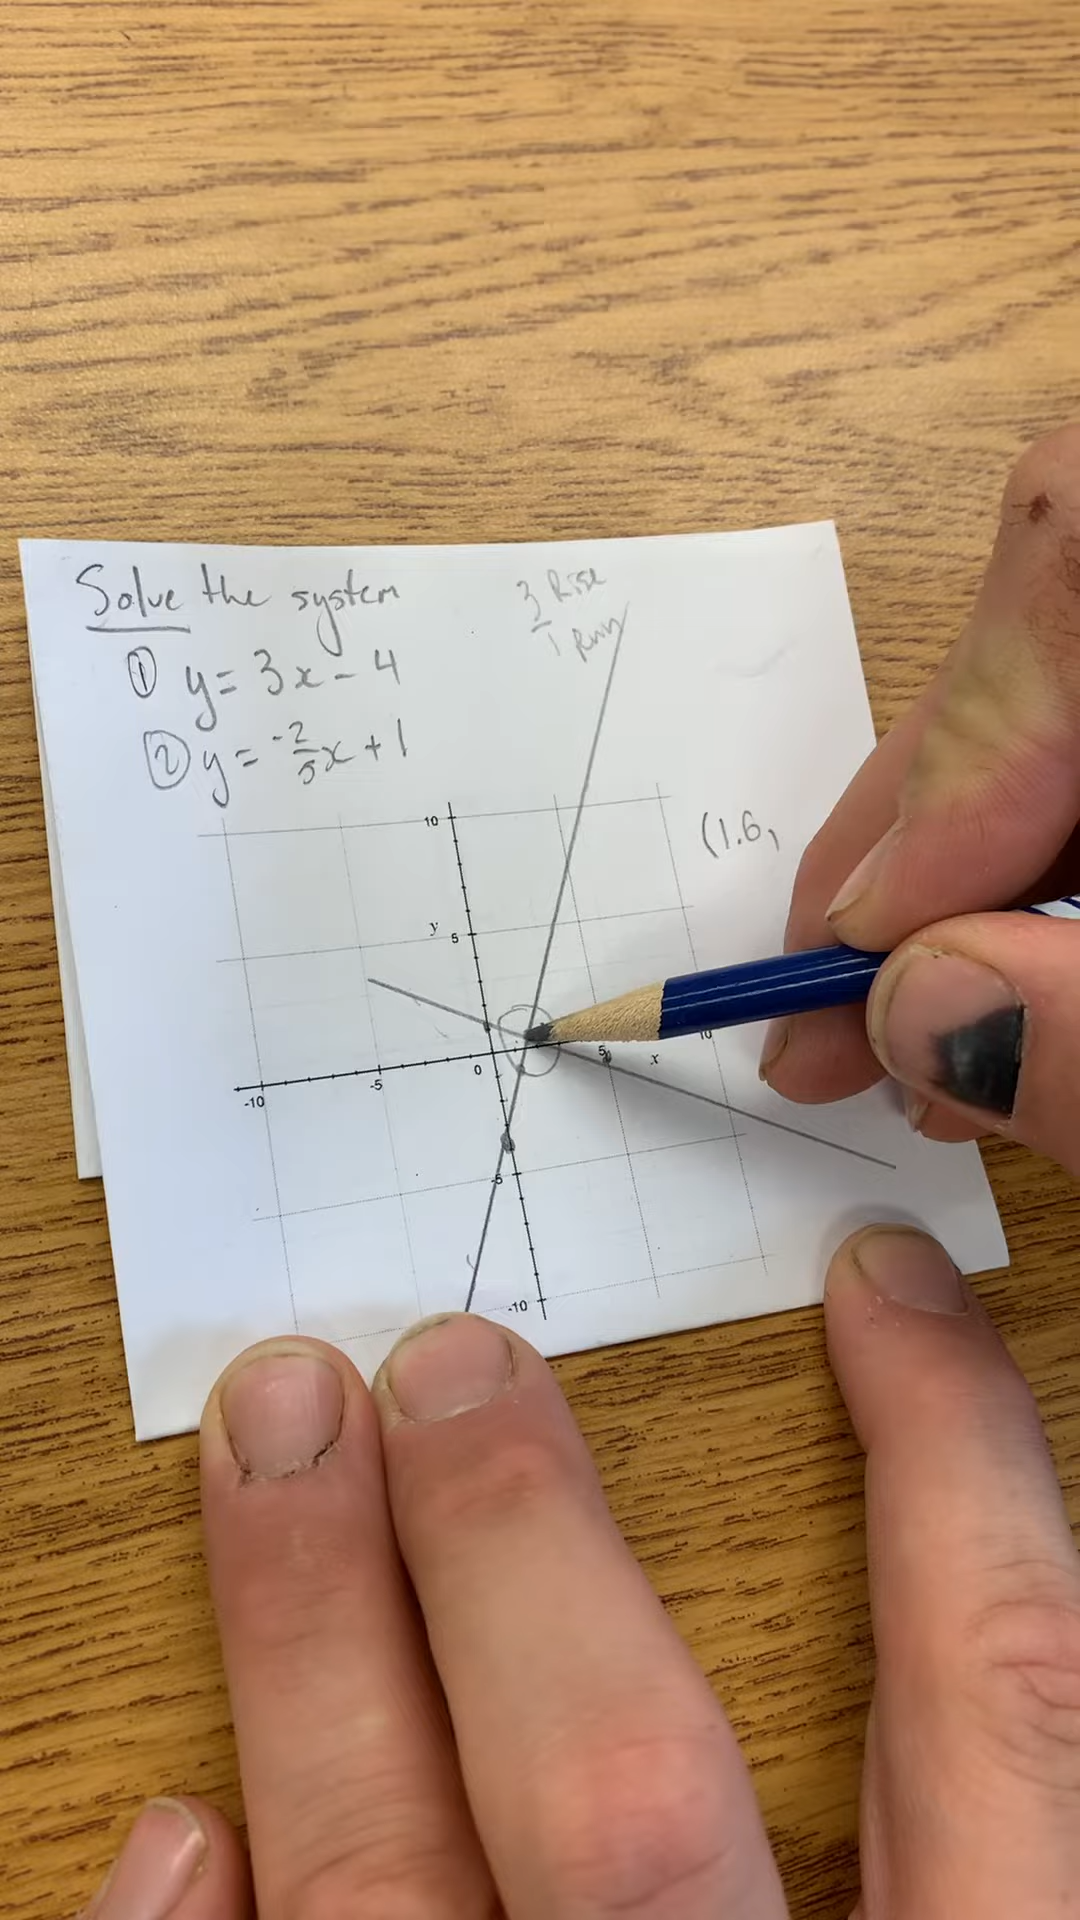 Solve the system
① y = 3x - 4
② y = -2/5x + 1
3 Rise
1 Run
(1.6,
10
y
5
-10
-5
0
5
x
10
-5
-10